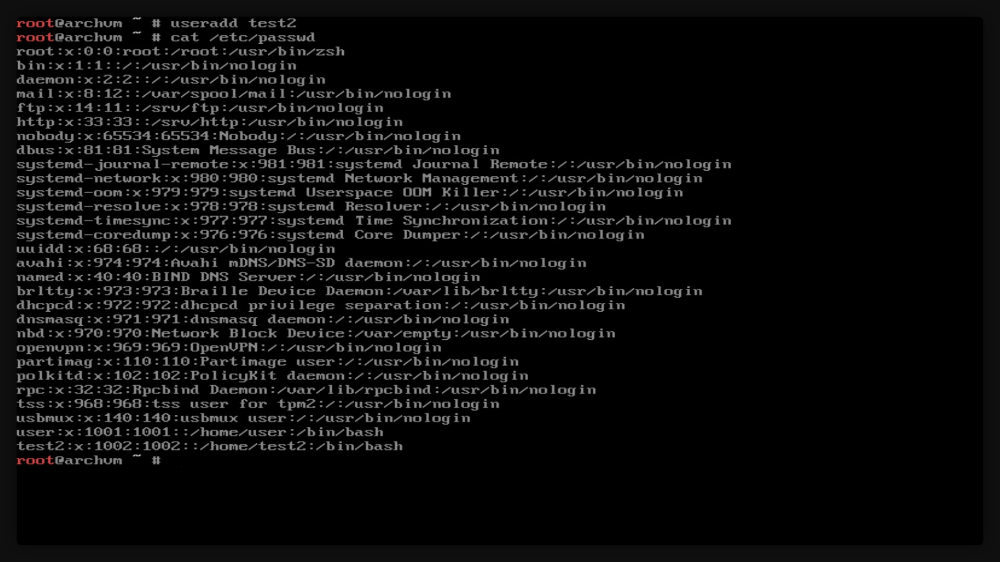 root@archvm ~ # useradd test2
root@archvm ~ # cat /etc/passwd
root:x:0:0:root:/root:/usr/bin/zsh
bin:x:1:1::/:/usr/bin/nologin
daemon:x:2:2::/:/usr/bin/nologin
mail:x:8:12::/var/spool/mail:/usr/bin/nologin
ftp:x:14:11::/srv/ftp:/usr/bin/nologin
http:x:33:33::/srv/http:/usr/bin/nologin
nobody:x:65534:65534:Nobody:/:/usr/bin/nologin
dbus:x:81:81:System Message Bus:/:/usr/bin/nologin
systemd-journal-remote:x:981:981:systemd Journal Remote:/:/usr/bin/nologin
systemd-network:x:980:980:systemd Network Management:/:/usr/bin/nologin
systemd-oom:x:979:979:systemd Userspace OOM Killer:/:/usr/bin/nologin
systemd-resolve:x:978:978:systemd Resolver:/:/usr/bin/nologin
systemd-timesync:x:977:977:systemd Time Synchronization:/:/usr/bin/nologin
systemd-coredump:x:976:976:systemd Core Dumper:/:/usr/bin/nologin
uuidd:x:68:68::/:/usr/bin/nologin
avahi:x:974:974:Avahi mDNS/DNS-SD daemon:/:/usr/bin/nologin
named:x:40:40:BIND DNS Server:/:/usr/bin/nologin
brltty:x:973:973:Braille Device Daemon:/var/lib/brltty:/usr/bin/nologin
dhcpcd:x:972:972:dhcpcd privilege separation:/:/usr/bin/nologin
dnsmasq:x:971:971:dnsmasq daemon:/:/usr/bin/nologin
nbd:x:970:970:Network Block Device:/var/empty:/usr/bin/nologin
openvpn:x:969:969:OpenVPN:/:/usr/bin/nologin
partimag:x:110:110:Partimage user:/:/usr/bin/nologin
polkitd:x:102:102:PolicyKit daemon:/:/usr/bin/nologin
rpc:x:32:32:Rpcbind Daemon:/var/lib/rpcbind:/usr/bin/nologin
tss:x:968:968:tss user for tpm2:/:/usr/bin/nologin
usbmux:x:140:140:usbmux user:/:/usr/bin/nologin
user:x:1001:1001::/home/user:/bin/bash
test2:x:1002:1002::/home/test2:/bin/bash
root@archvm ~ #